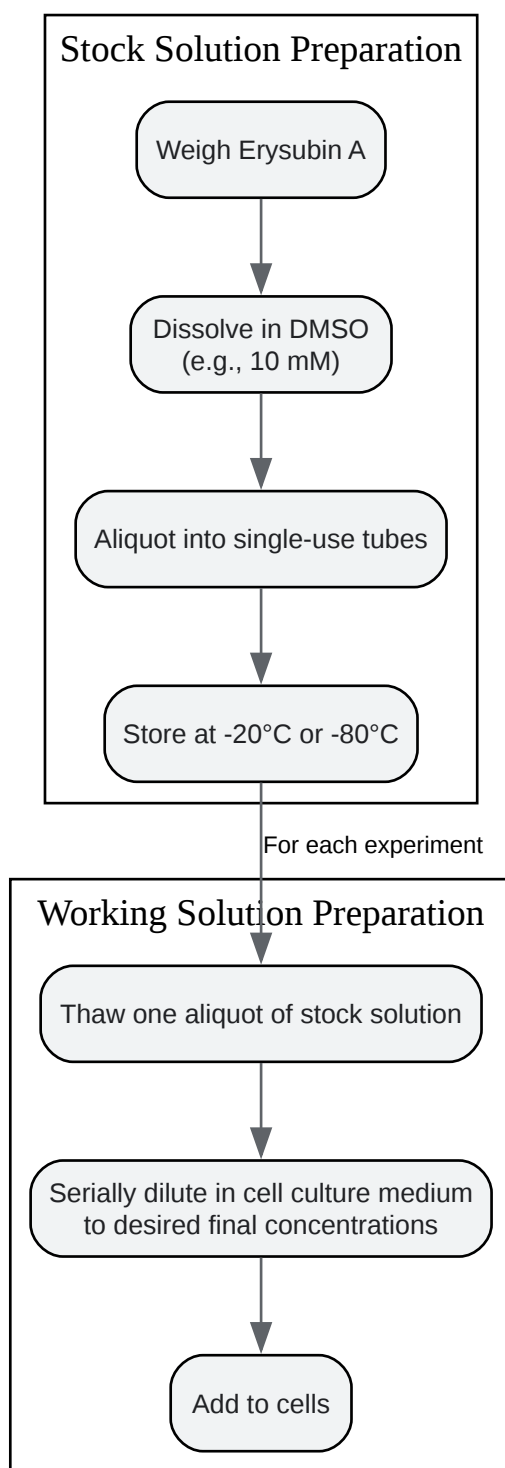 Stock Solution Preparation
Weigh Erysubin A
Dissolve in DMSO
(e.g., 10 mM)
Aliquot into single-use tubes
Store at -20°C or -80°C
For each experiment
Working Solution Preparation
Thaw one aliquot of stock solution
Serially dilute in cell culture medium
to desired final concentrations
Add to cells